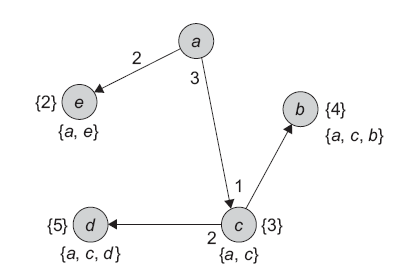 a
2
3
{2} e
{a, e}
b {4}
{a, c, b}
1
{5} d
2
c {3}
{a, c, d}
{a, c}